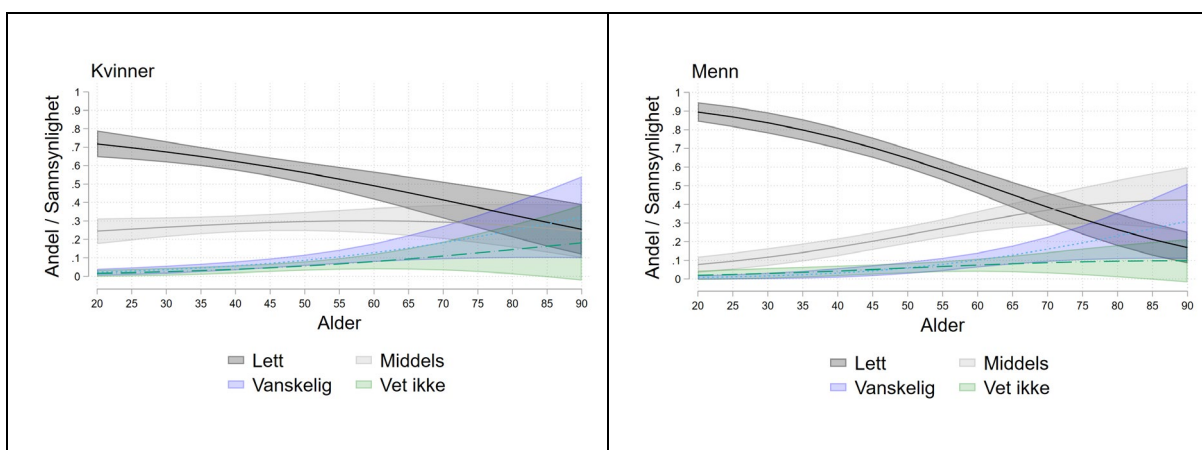 Kvinner
Andel / Sannsynlighet
1
.9
.8
.7
.6
.5
.4
.3
.2
.1
0
20 25 30 35 40 45 50 55 60 65 70 75 80 85 90
Alder
Lett Middels
Vanskelig Vet ikke
Menn
Andel / Sannsynlighet
1
.9
.8
.7
.6
.5
.4
.3
.2
.1
0
20 25 30 35 40 45 50 55 60 65 70 75 80 85 90
Alder
Lett Middels
Vanskelig Vet ikke